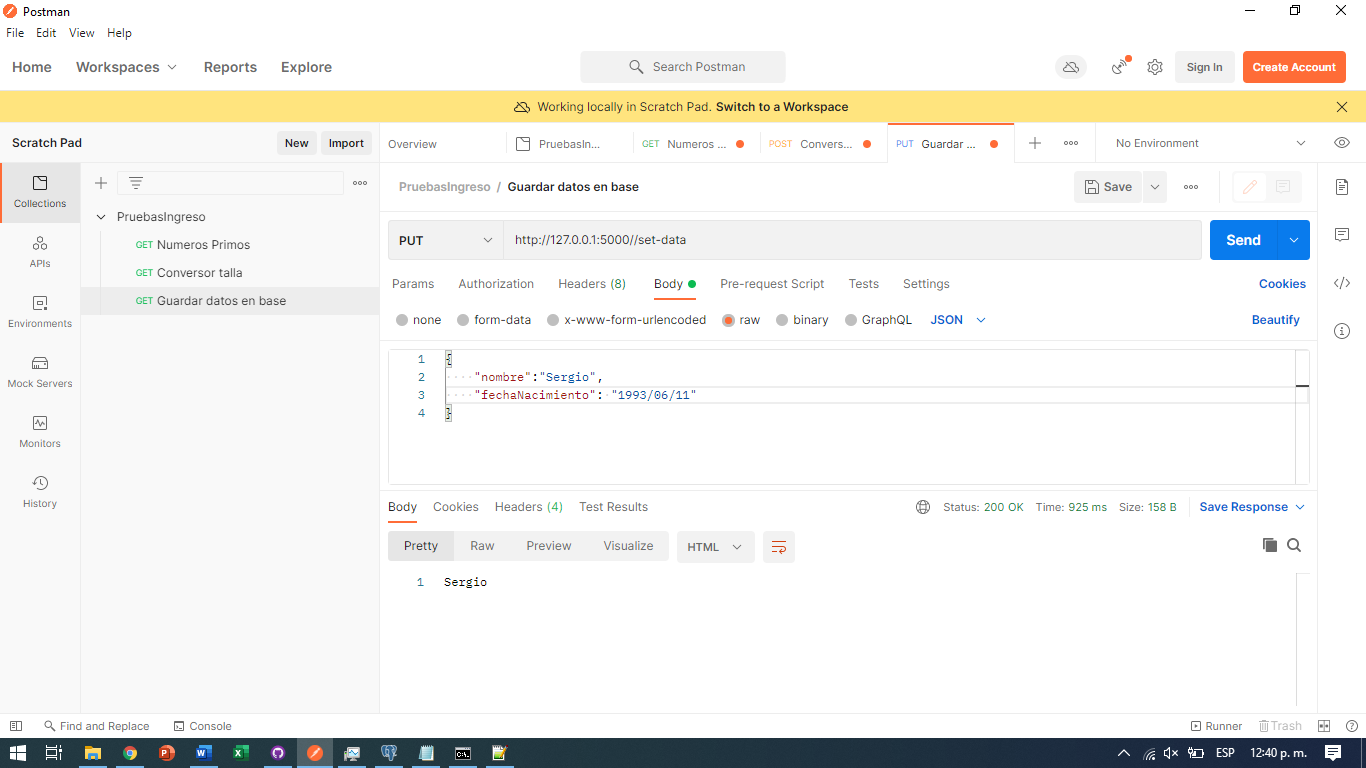 Postman
File Edit View Help
Home Workspaces Reports Explore Search Postman Sign In Create Account
Working locally in Scratch Pad. Switch to a Workspace
Scratch Pad New Import Overview PruebasIn... GET Numeros ... POST Convers... PUT Guardar ... No Environment
Collections
APIs
Environments
Mock Servers
Monitors
History
PruebasIngreso
GET Numeros Primos
GET Conversor talla
GET Guardar datos en base
PruebasIngreso / Guardar datos en base Save
PUT http://127.0.0.1:5000//set-data Send
Params Authorization Headers (8) Body Pre-request Script Tests Settings Cookies
none form-data x-www-form-urlencoded raw binary GraphQL JSON Beautify
1 {
2 "nombre":"Sergio",
3 "fechaNacimiento": "1993/06/11"
4 }
Body Cookies Headers (4) Test Results Status: 200 OK Time: 925 ms Size: 158 B Save Response
Pretty Raw Preview Visualize HTML
1 Sergio
Find and Replace Console Runner Trash
ESP 12:40 p. m.